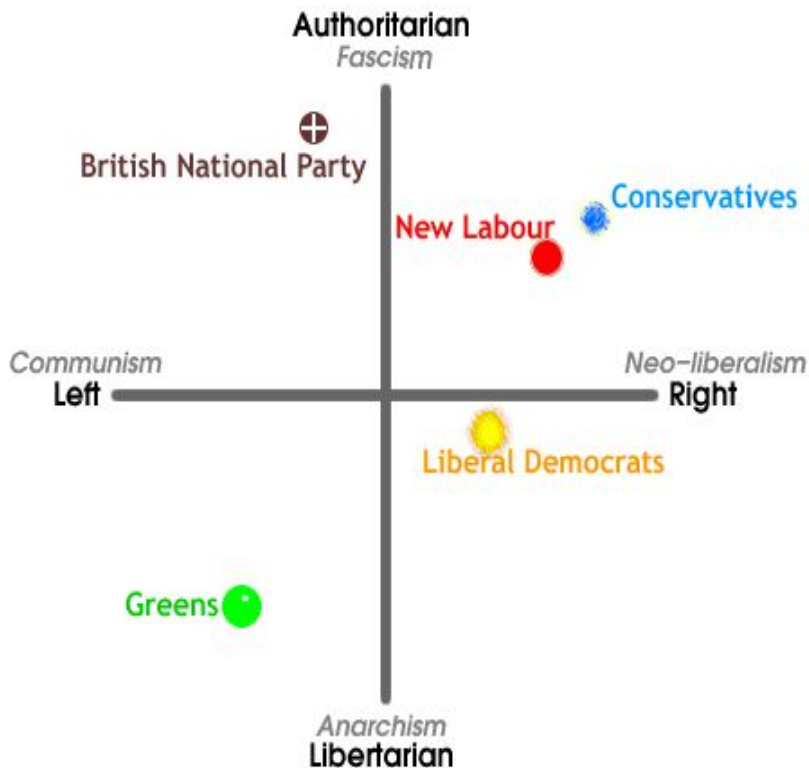 Authoritarian
Fascism
British National Party
Conservatives
New Labour
Communism
Neo-liberalism
Left
Right
Liberal Democrats
Greens
Anarchism
Libertarian